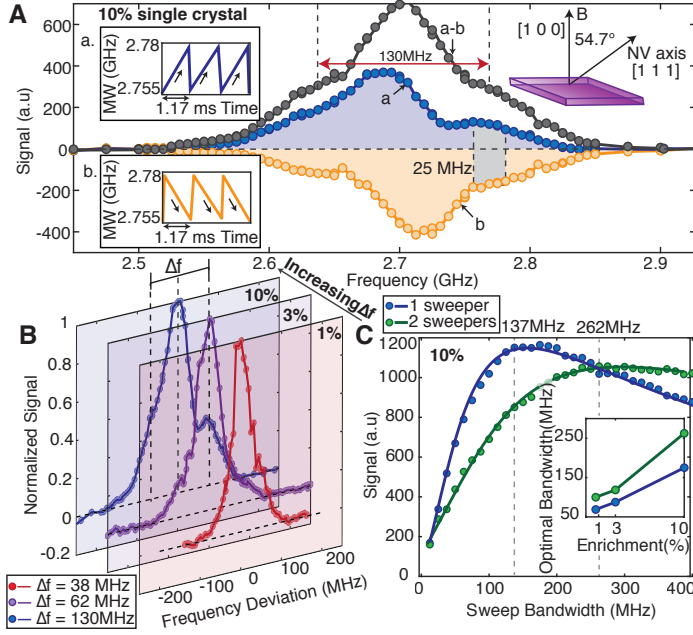 A
10% single crystal
a.
2.78
2.755
MW (GHz)
1.17 ms Time
b.
2.78
2.755
MW (GHz)
1.17 ms Time
600
400
200
0
-200
-400
Signal (a.u)
130MHz
a-b
a
b
25 MHz
B
[1 0 0]
54.7°
NV axis
[1 1 1]
2.5
2.6
2.7
2.8
2.9
Frequency (GHz)
B
Δf
IncreasingΔf
10%
3%
1%
1
0.8
0.6
0.4
0.2
0
-0.2
Normalized Signal
-200
-100
0
100
200
Frequency Deviation (MHz)
Δf = 38 MHz
Δf = 62 MHz
Δf = 130MHz
C
1 sweeper
2 sweepers
137MHz
262MHz
10%
1200
1000
800
600
400
200
0
Signal (a.u)
0
100
200
300
400
Sweep Bandwidth (MHz)
Optimal Bandwidth(MHz)
250
150
50
1
3
10
Enrichment(%)